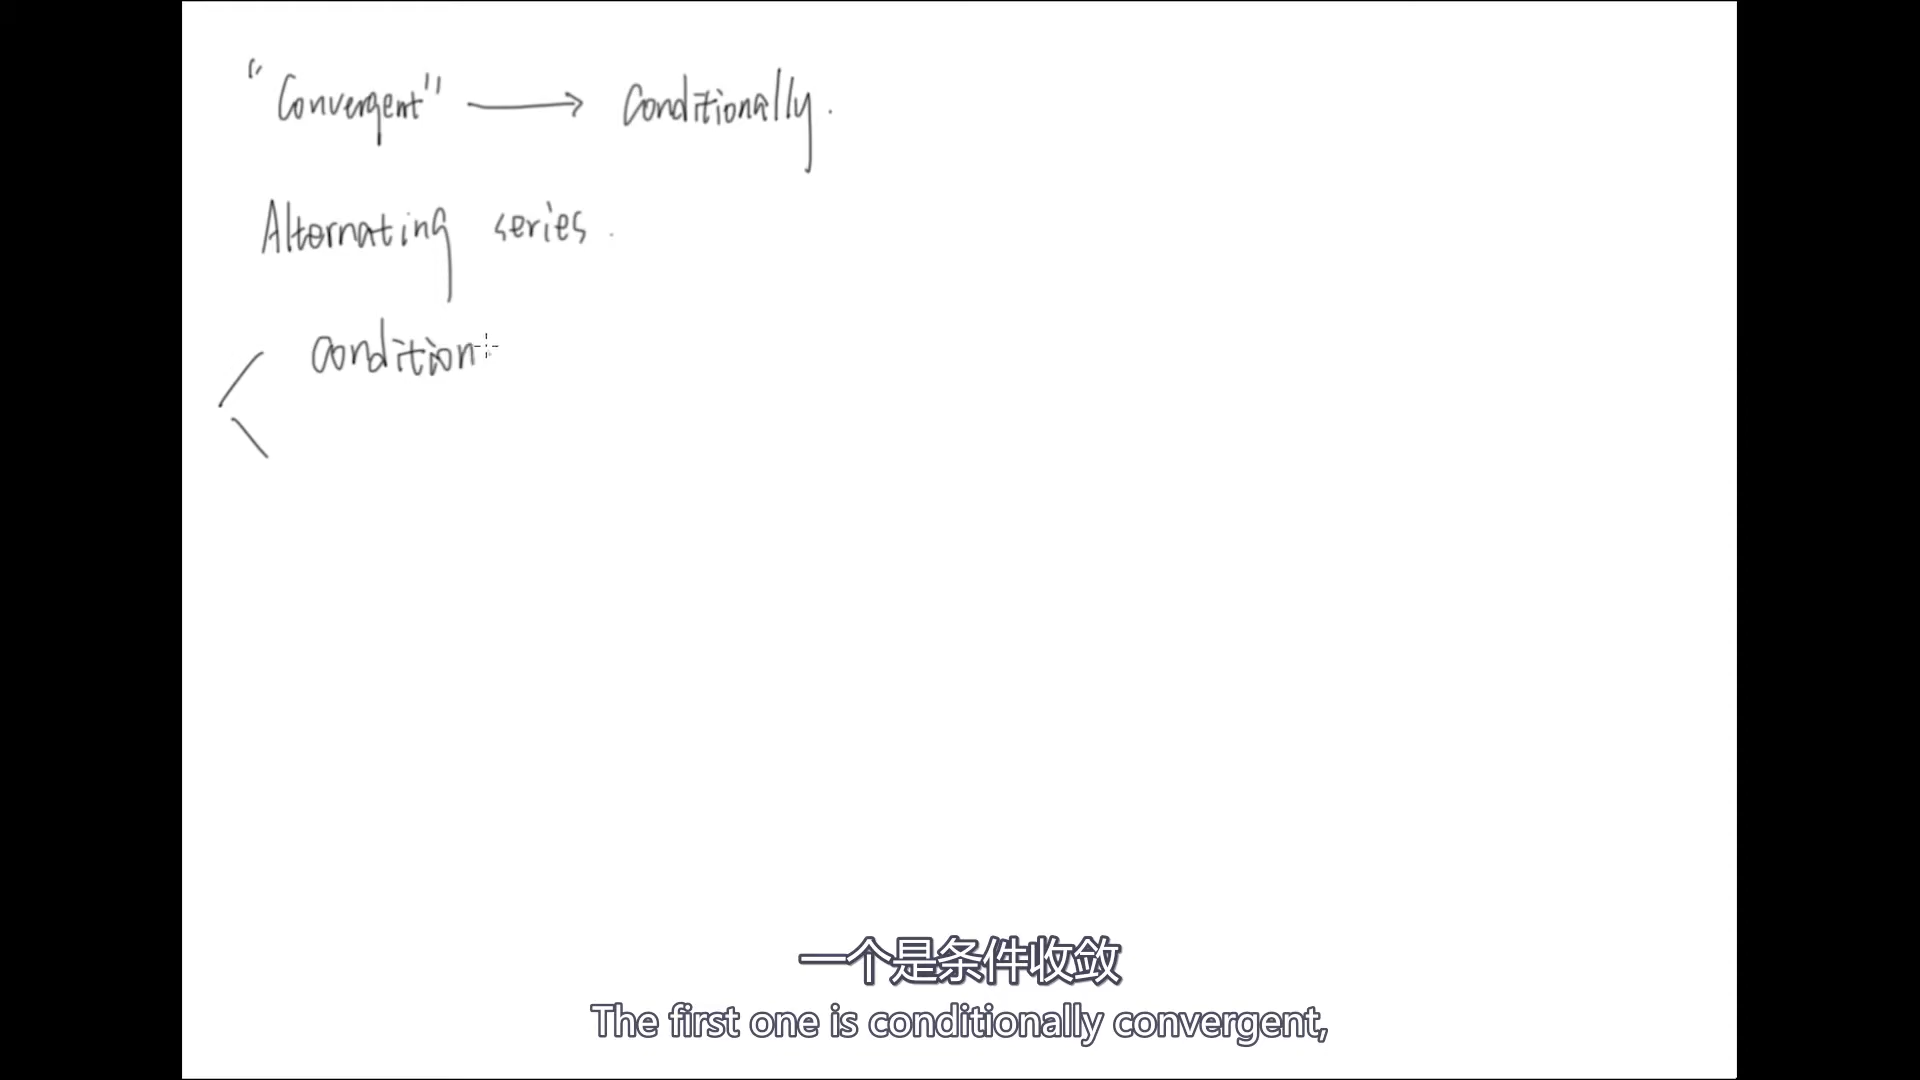 "Convergent" → Conditionally.
Alternating series.
Condition
一个是条件收敛
The first one is conditionally convergent,